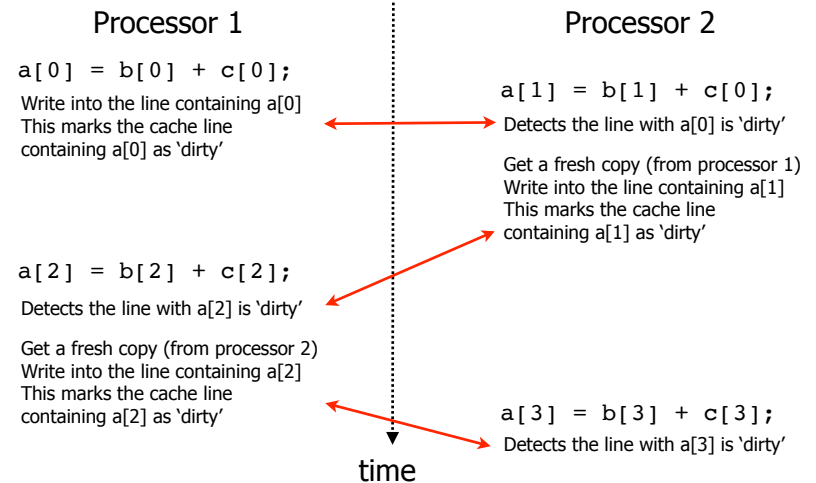 Processor 1
a[0] = b[0] + c[0];
Write into the line containing a[0]
This marks the cache line
containing a[0] as ‘dirty’
Processor 2
a[1] = b[1] + c[0];
Detects the line with a[0] is ‘dirty’
Get a fresh copy (from processor 1)
Write into the line containing a[1]
This marks the cache line
containing a[1] as ‘dirty’
a[2] = b[2] + c[2];
Detects the line with a[2] is ‘dirty’
Get a fresh copy (from processor 2)
Write into the line containing a[2]
This marks the cache line
containing a[2] as ‘dirty’
a[3] = b[3] + c[3];
Detects the line with a[3] is ‘dirty’
time